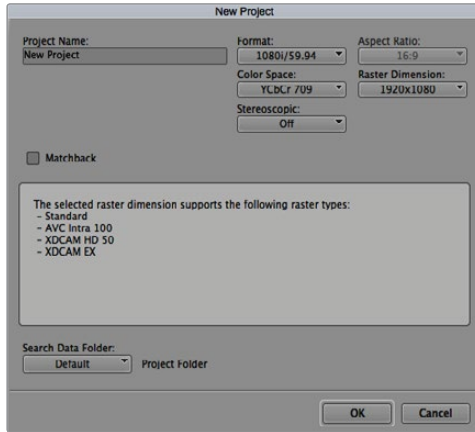 New Project
Project Name:
New Project
Format:
1080i/59.94
Aspect Ratio:
16:9
Color Space:
YCbCr 709
Raster Dimension:
1920x1080
Stereoscopic:
Off
Matchback
The selected raster dimension supports the following raster types:
- Standard
- AVC Intra 100
- XDCAM HD 50
- XDCAM EX
Search Data Folder:
Default
Project Folder
OK
Cancel